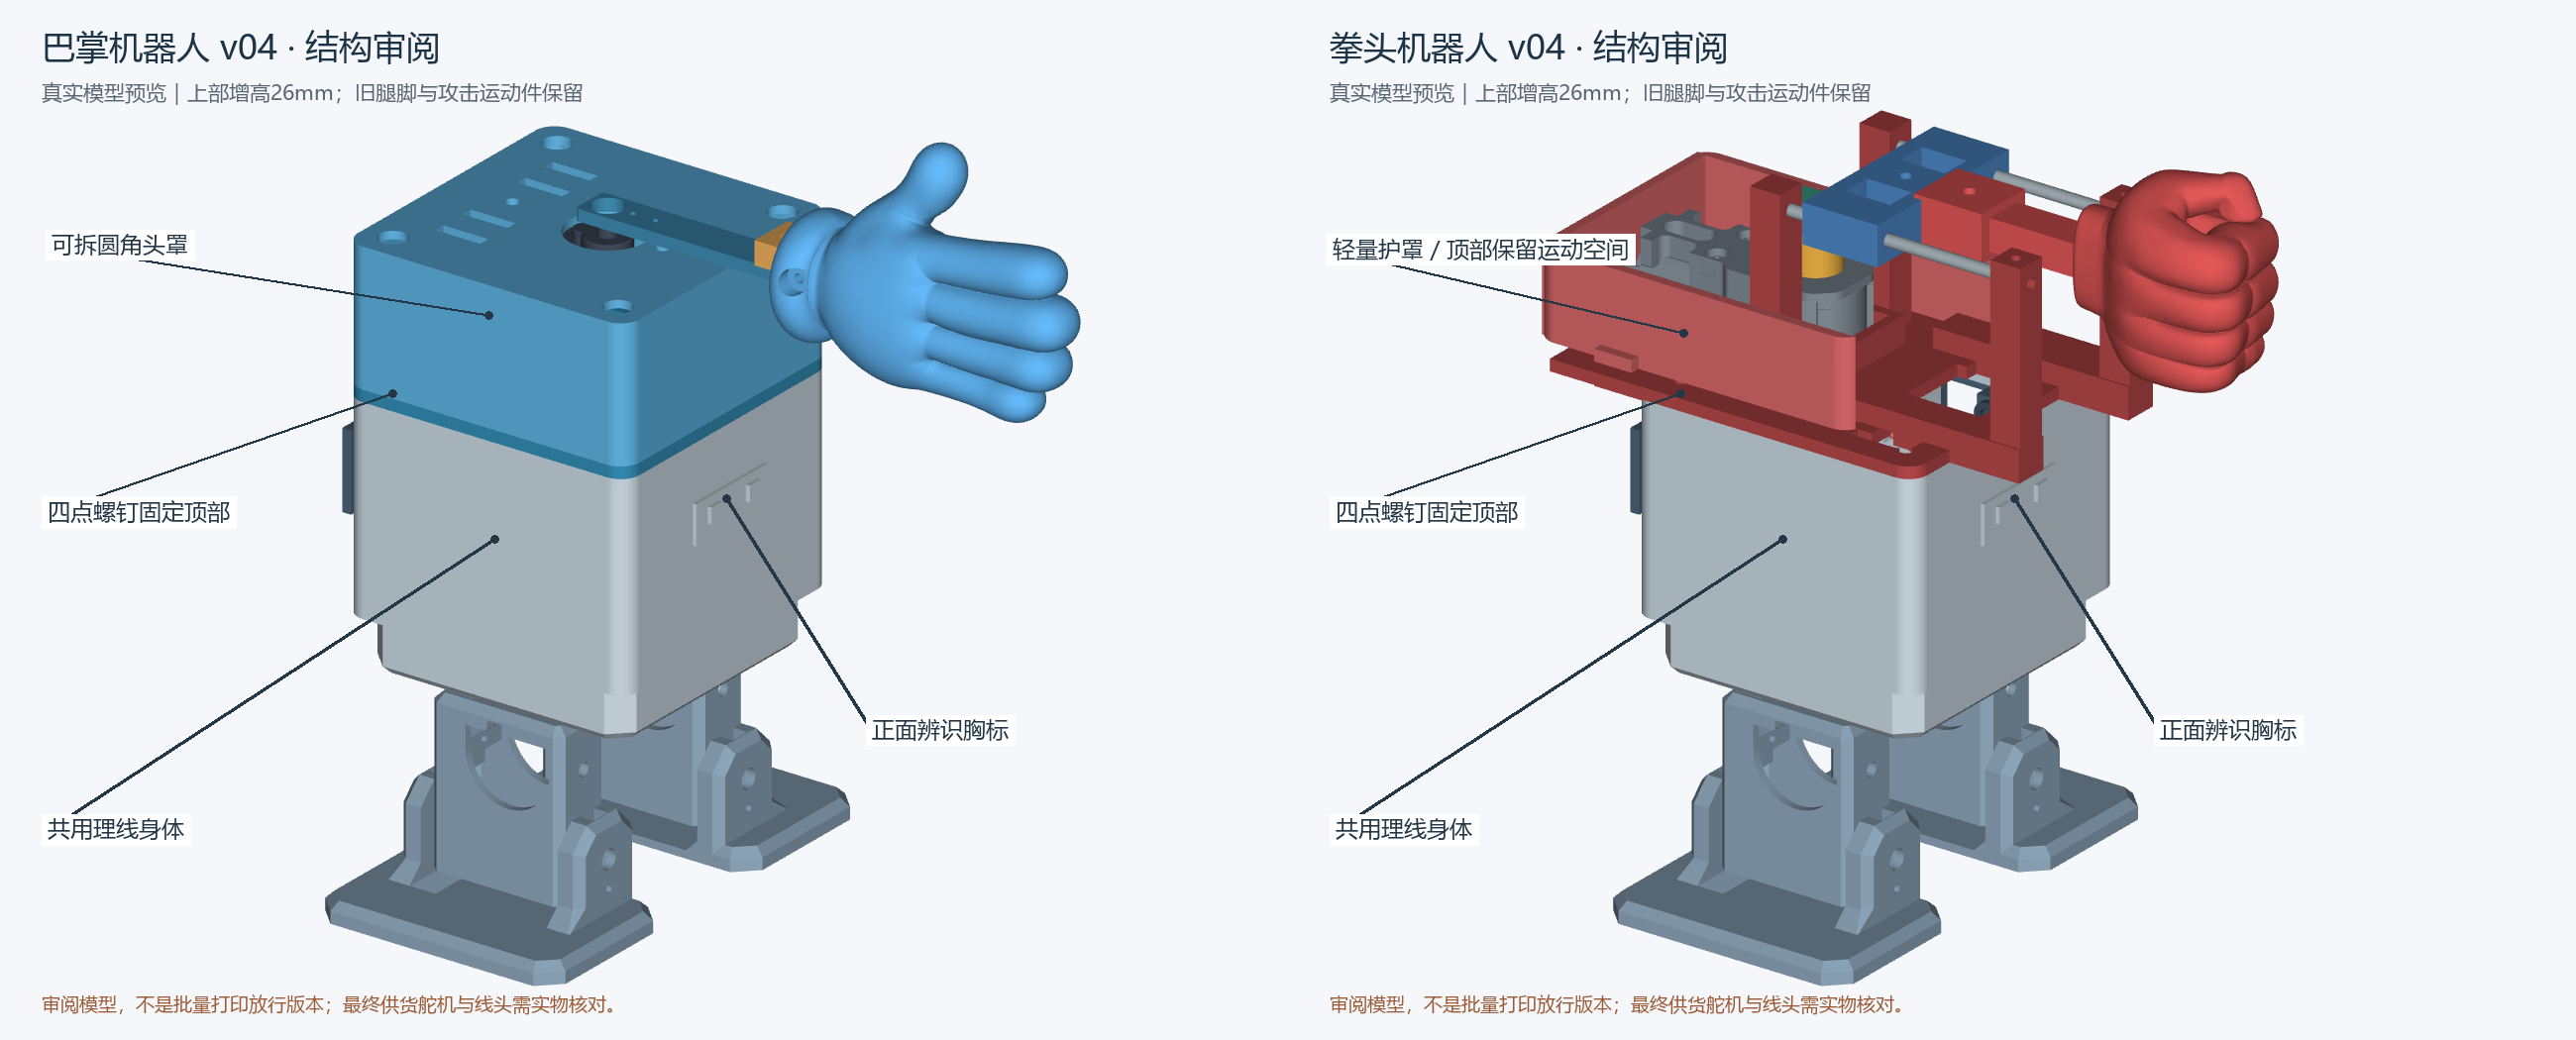 巴掌机器人 v04 · 结构审阅
真实模型预览 | 上部增高26mm；旧腿脚与攻击运动件保留
可拆圆角头罩
四点螺钉固定顶部
正面辨识胸标
共用理线身体
审阅模型，不是批量打印放行版本；最终供货舵机与线头需实物核对。
拳头机器人 v04 · 结构审阅
真实模型预览 | 上部增高26mm；旧腿脚与攻击运动件保留
轻量护罩 / 顶部保留运动空间
四点螺钉固定顶部
正面辨识胸标
共用理线身体
审阅模型，不是批量打印放行版本；最终供货舵机与线头需实物核对。